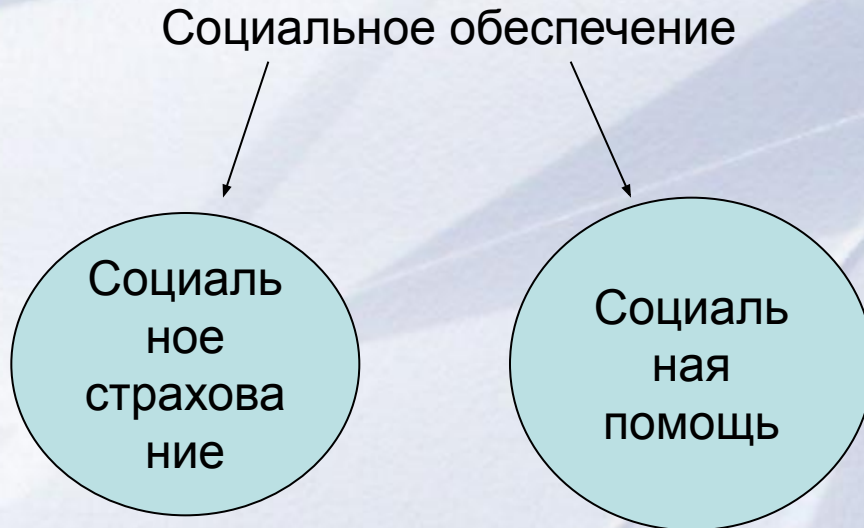 Социальное обеспечение
Социаль
ное
страхова
ние
Социаль
ная
помощь